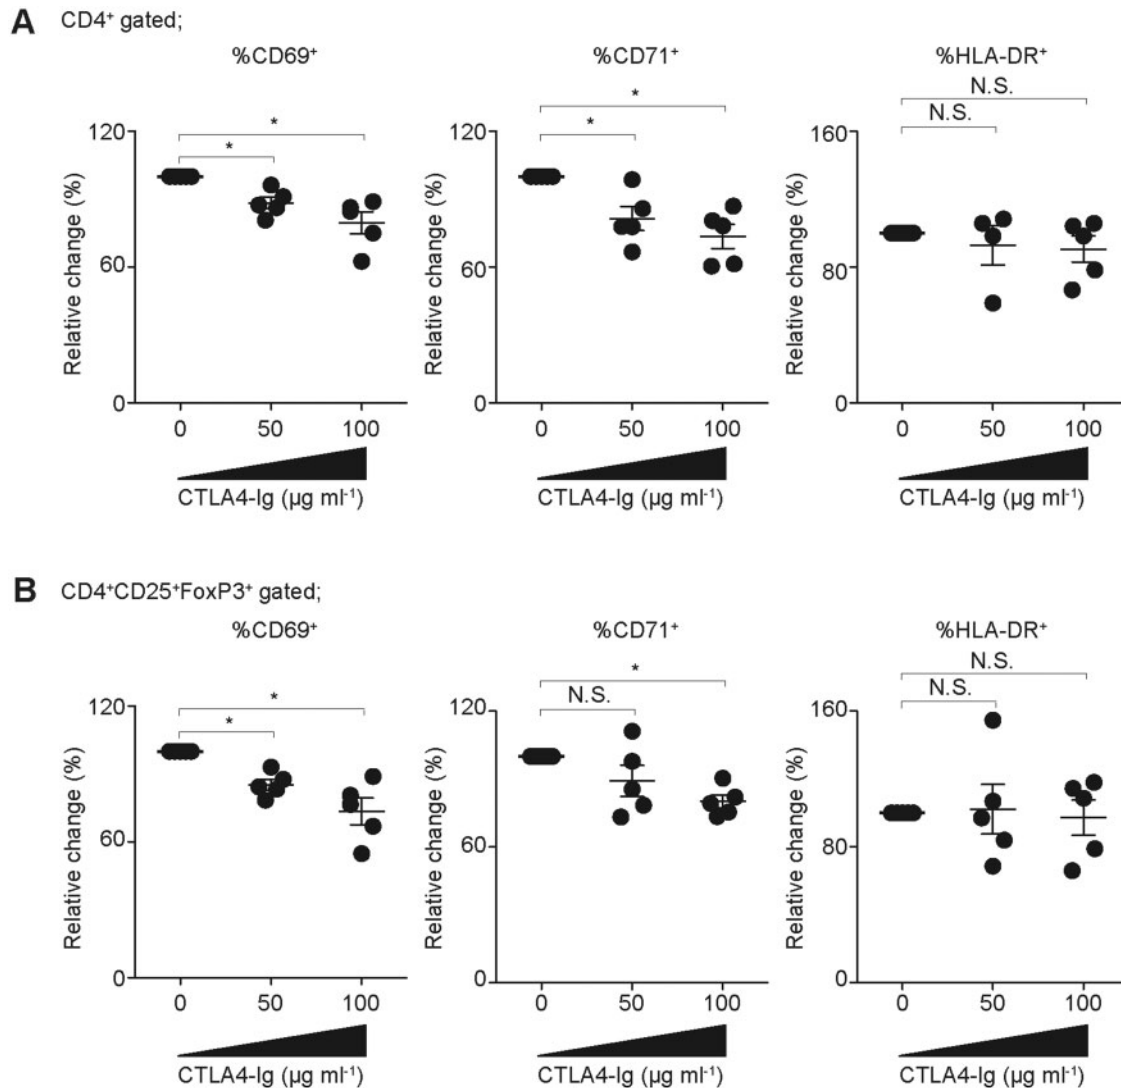 A CD4⁺ gated;
%CD69⁺ %CD71⁺ %HLA-DR⁺
N.S.
* N.S.
* *
*
120 120 160
Relative change (%) Relative change (%) Relative change (%)
60 60 80
0 0 0
0 50 100 0 50 100 0 50 100
CTLA4-Ig (µg ml⁻¹) CTLA4-Ig (µg ml⁻¹) CTLA4-Ig (µg ml⁻¹)
B CD4⁺CD25⁺FoxP3⁺ gated;
%CD69⁺ %CD71⁺ %HLA-DR⁺
* N.S.
* N.S. N.S.
*
120 120 160
Relative change (%) Relative change (%) Relative change (%)
60 60 80
0 0 0
0 50 100 0 50 100 0 50 100
CTLA4-Ig (µg ml⁻¹) CTLA4-Ig (µg ml⁻¹) CTLA4-Ig (µg ml⁻¹)